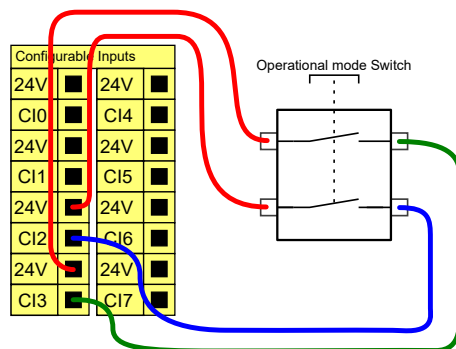 Configurable Inputs
Operational mode Switch
24V 24V
CI0 CI4
24V 24V
CI1 CI5
24V 24V
CI2 CI6
24V 24V
CI3 CI7